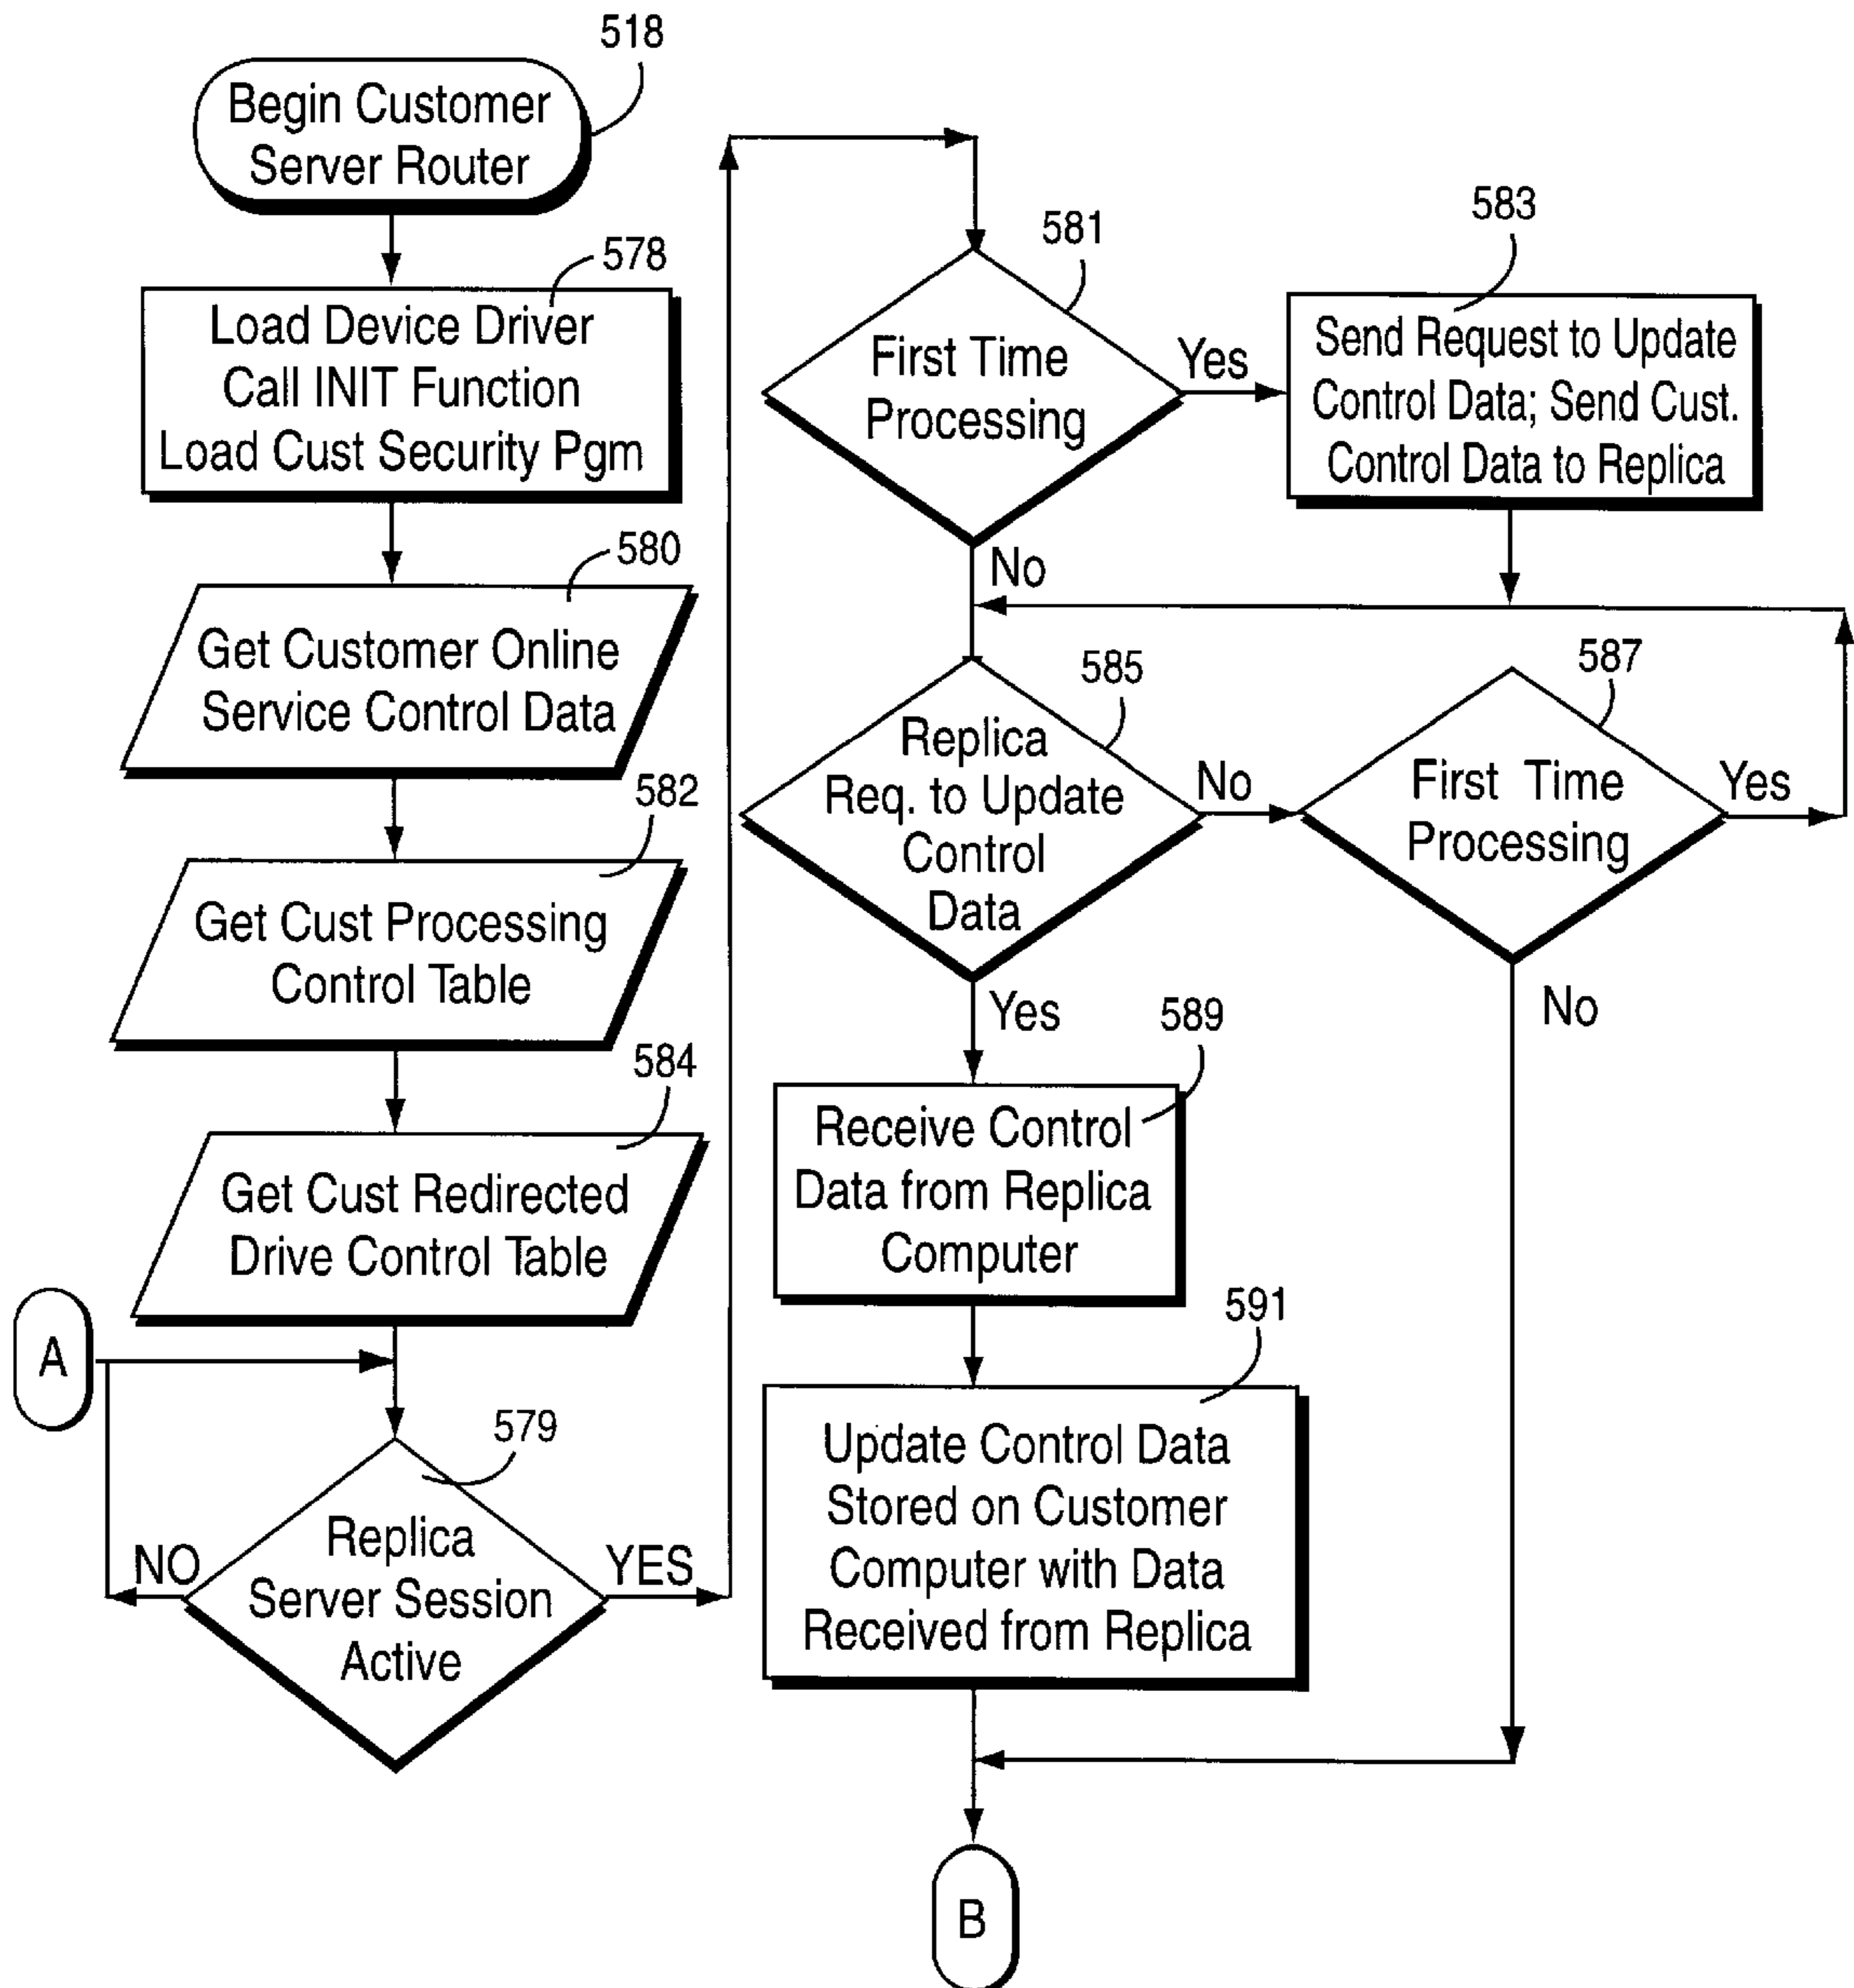 518
Begin Customer
Server Router
578
Load Device Driver
Call INIT Function
Load Cust Security Pgm
580
Get Customer Online
Service Control Data
582
Get Cust Processing
Control Table
584
Get Cust Redirected
Drive Control Table
A
579
Replica
Server Session
Active
NO
YES
581
First Time
Processing
Yes
No
583
Send Request to Update
Control Data; Send Cust.
Control Data to Replica
585
Replica
Req. to Update
Control
Data
No
Yes
587
First Time
Processing
Yes
No
589
Receive Control
Data from Replica
Computer
591
Update Control Data
Stored on Customer
Computer with Data
Received from Replica
B